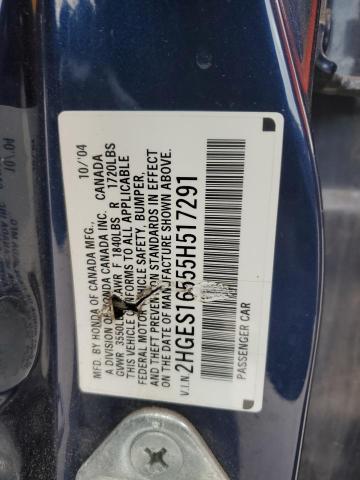 MFD. BY HONDA OF CANADA MFG., 10/'04
A DIVISION OF HONDA CANADA INC. CANADA
GVWR 3550L GAWR F 1840LBS R 1720LBS
THIS VEHICLE CONFORMS TO ALL APPLICABLE
FEDERAL MOTOR VEHICLE SAFETY, BUMPER,
AND THEFT PREVENTION STANDARDS IN EFFECT
ON THE DATE OF MANUFACTURE SHOWN ABOVE.
V.I.N. 2HGES16555H517291
PASSENGER CAR